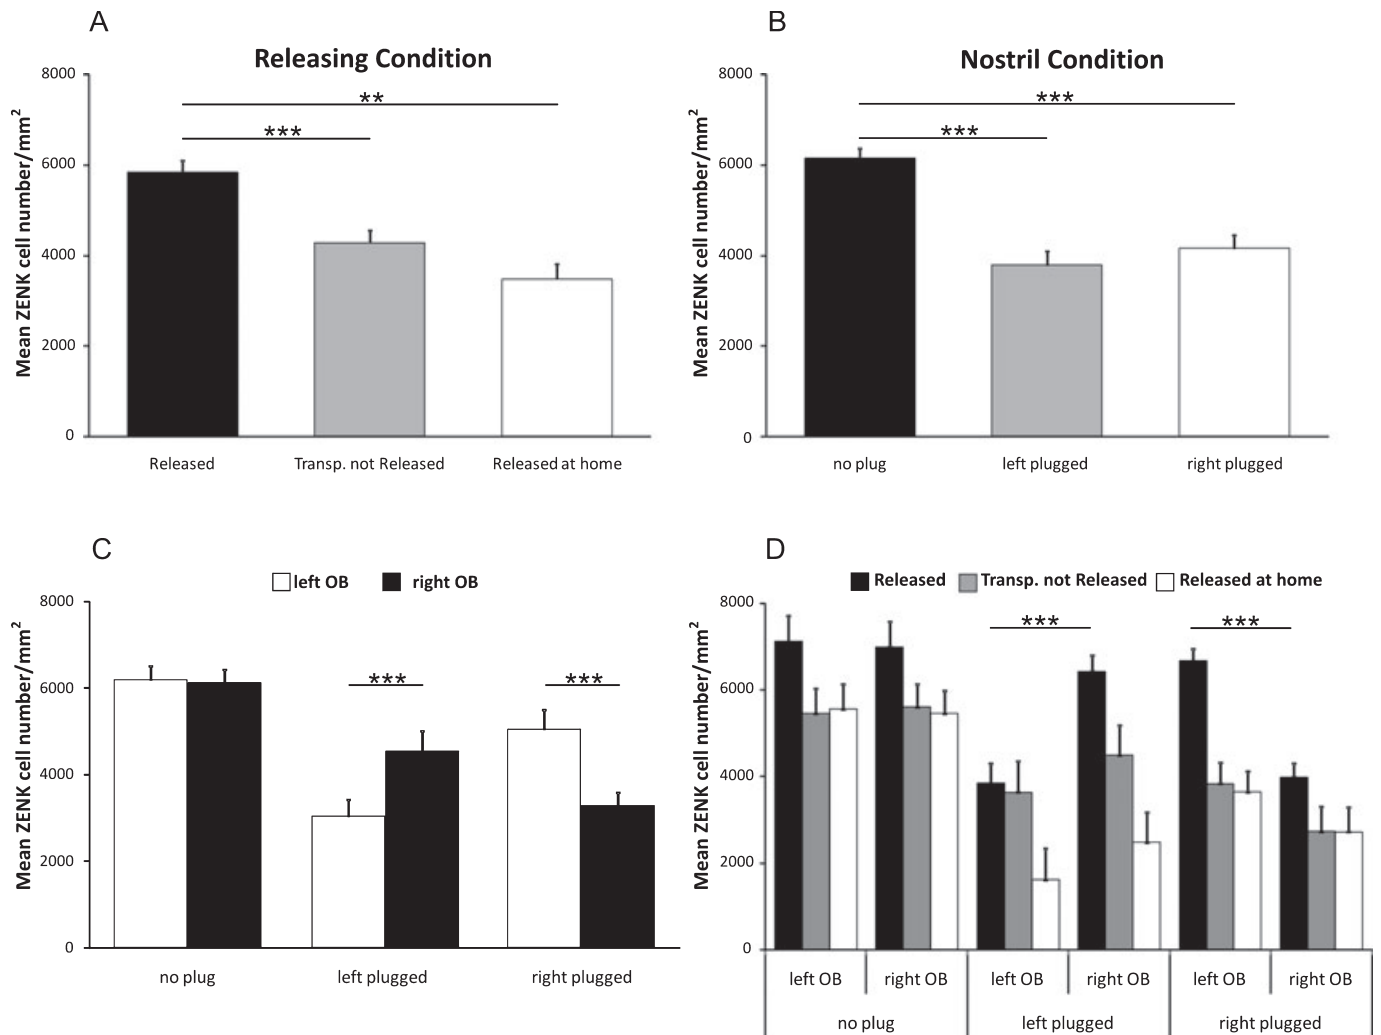 A
Releasing Condition
Mean ZENK cell number/mm²
8000
6000
4000
2000
0
**
***
Released
Transp. not Released
Released at home
B
Nostril Condition
Mean ZENK cell number/mm²
8000
6000
4000
2000
0
***
***
no plug
left plugged
right plugged
C
left OB
right OB
Mean ZENK cell number/mm²
8000
6000
4000
2000
0
***
***
no plug
left plugged
right plugged
D
Released
Transp. not Released
Released at home
Mean ZENK cell number/mm²
8000
6000
4000
2000
0
***
***
left OB
right OB
left OB
right OB
left OB
right OB
no plug
left plugged
right plugged